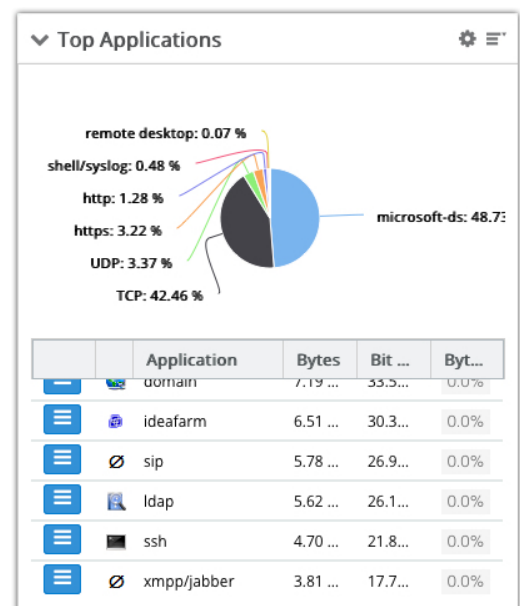 Top Applications
remote desktop: 0.07 %
shell/syslog: 0.48 %
http: 1.28 %
https: 3.22 %
UDP: 3.37 %
TCP: 42.46 %
microsoft-ds: 48.73
Application Bytes Bit ... Byt...
domain 7.19 ... 33.5... 0.0%
ideafarm 6.51 ... 30.3... 0.0%
sip 5.78 ... 26.9... 0.0%
ldap 5.62 ... 26.1... 0.0%
ssh 4.70 ... 21.8... 0.0%
xmpp/jabber 3.81 ... 17.7... 0.0%